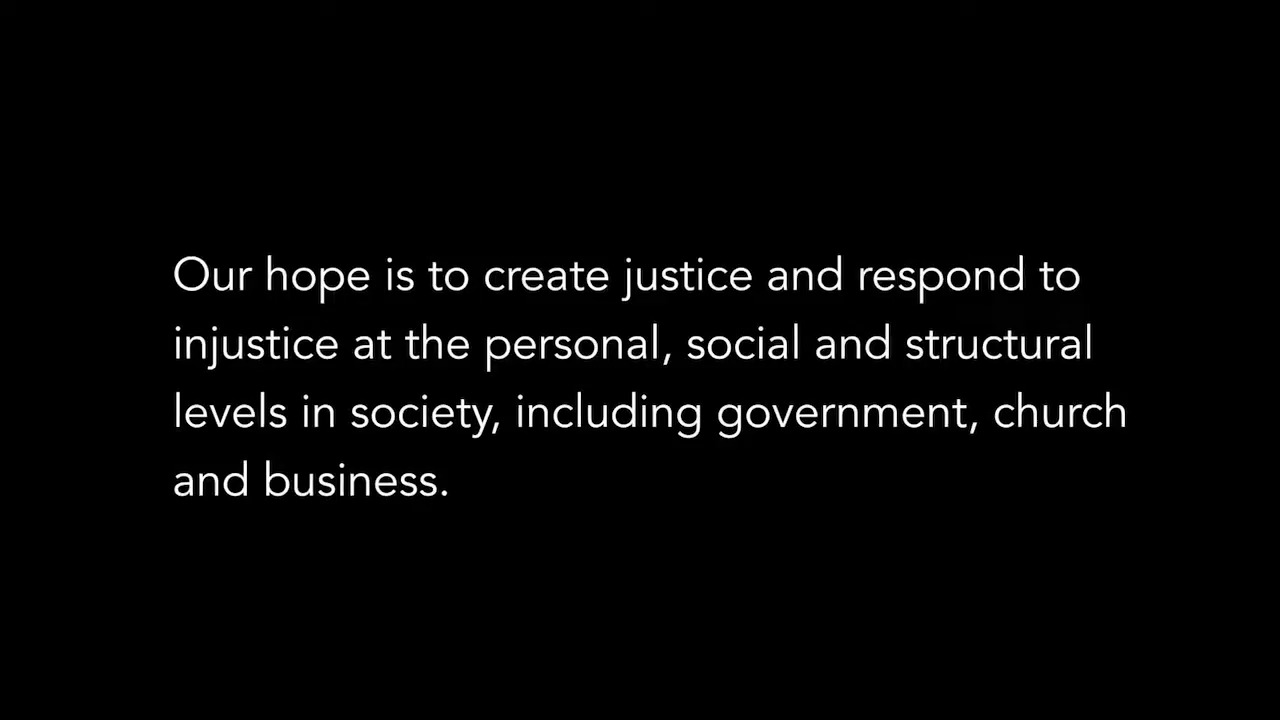 Our hope is to create justice and respond to
injustice at the personal, social and structural
levels in society, including government, church
and business.